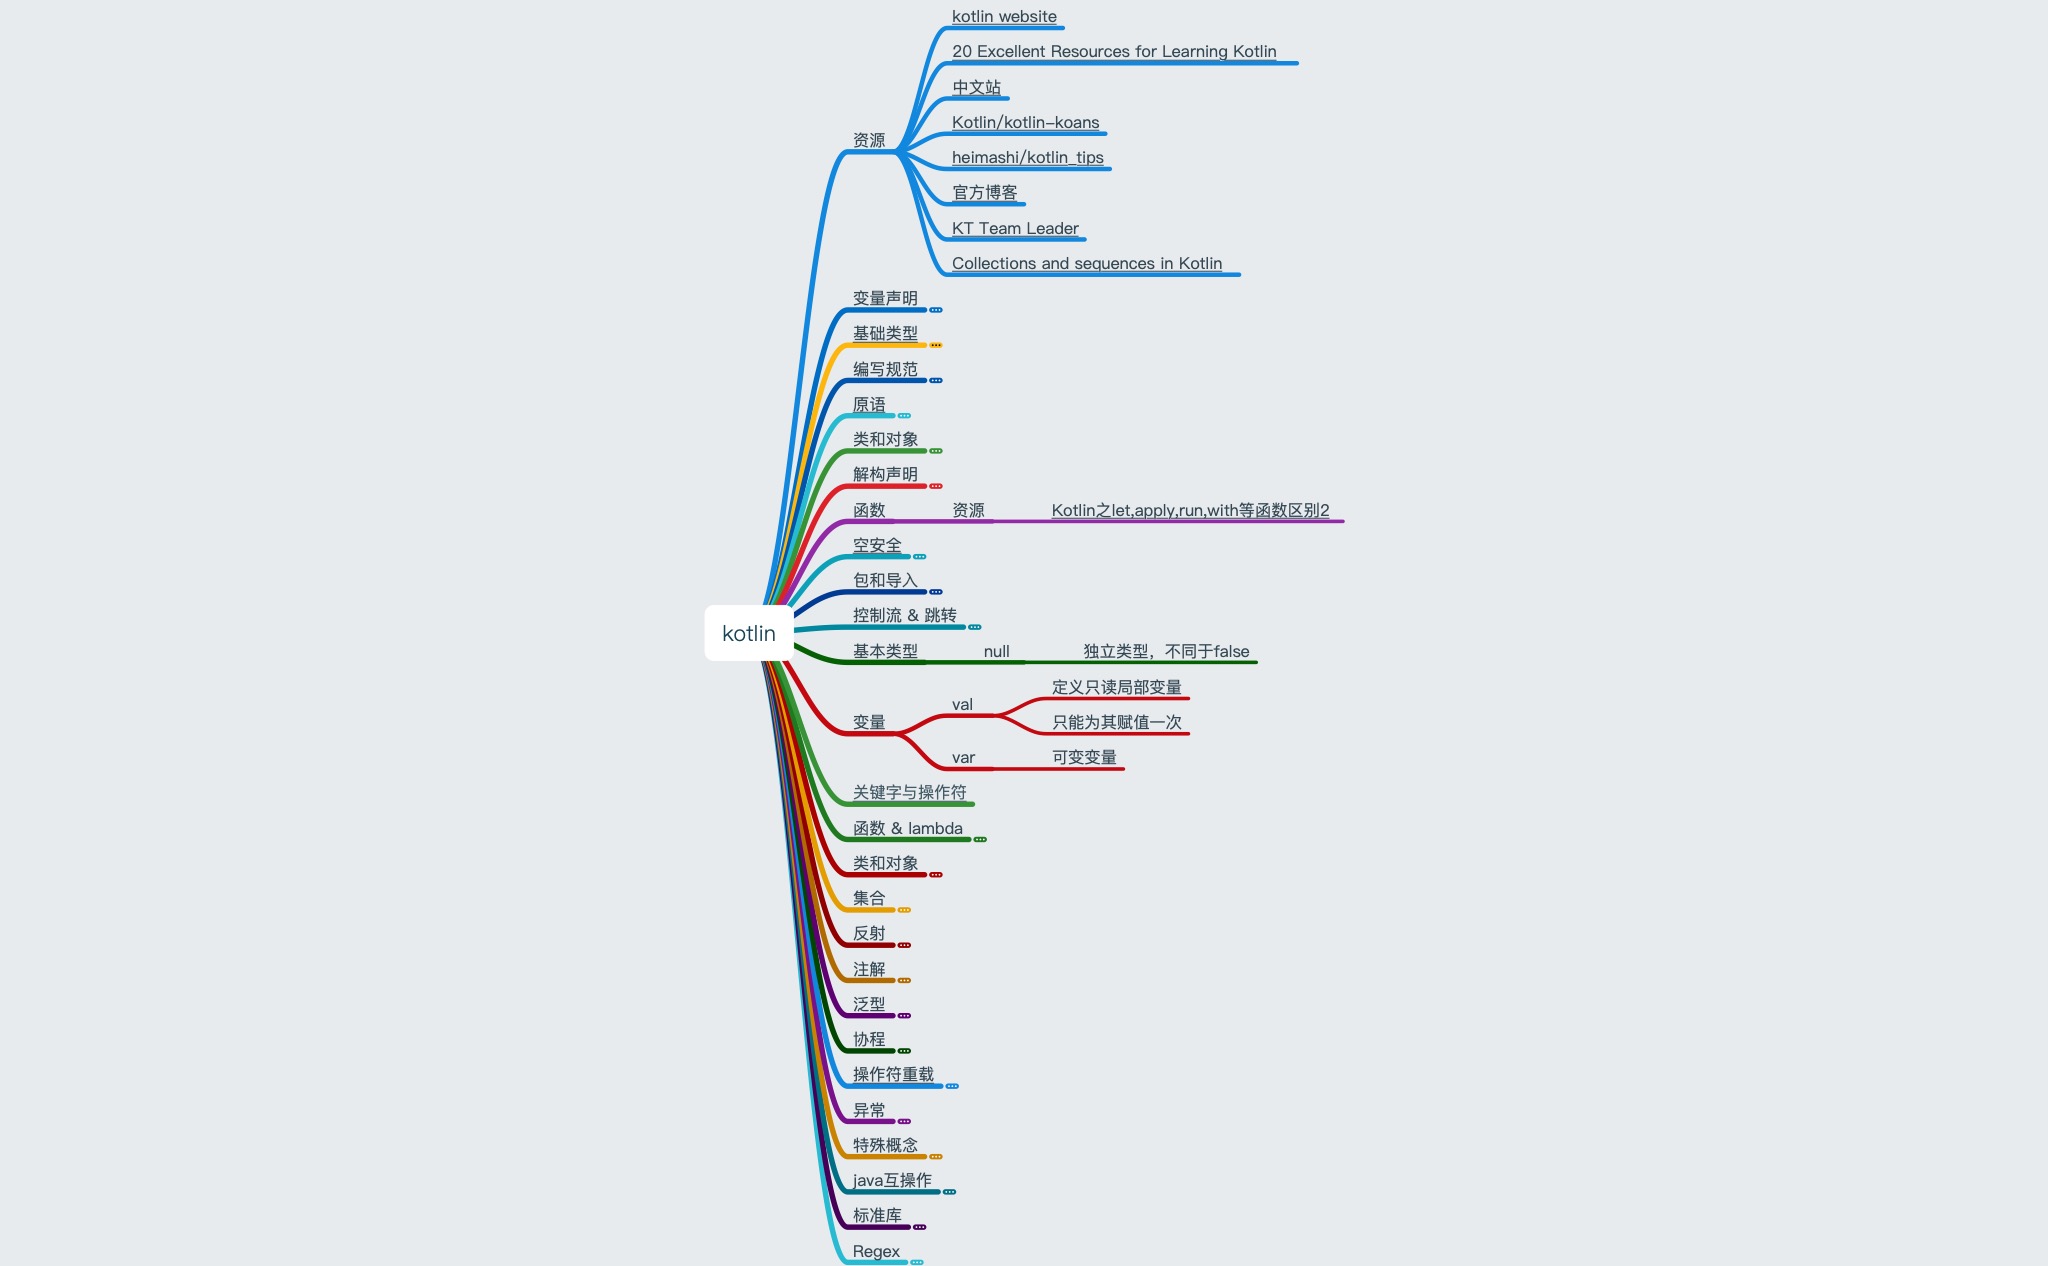 kotlin website
20 Excellent Resources for Learning Kotlin
中文站
Kotlin/kotlin-koans
资源
heimashi/kotlin_tips
官方博客
KT Team Leader
Collections and sequences in Kotlin
变量声明
基础类型
编写规范
原语
类和对象
解构声明
函数 资源 Kotlin之let,apply,run,with等函数区别2
空安全
包和导入
控制流 & 跳转
kotlin
基本类型 null 独立类型，不同于false
定义只读局部变量
val
变量 只能为其赋值一次
var 可变变量
关键字与操作符
函数 & lambda
类和对象
集合
反射
注解
泛型
协程
操作符重载
异常
特殊概念
java互操作
标准库
Regex